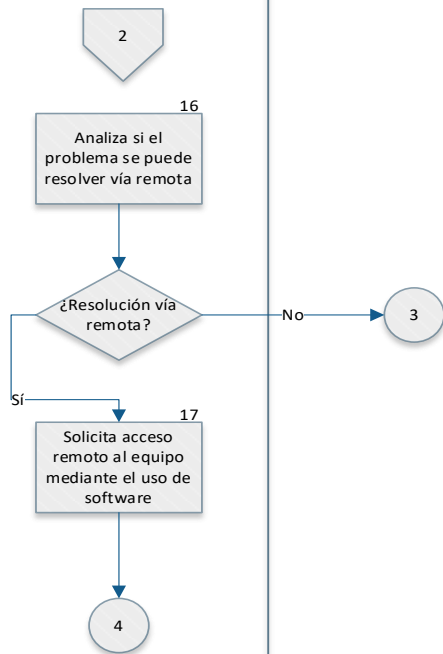 2
16
Analiza si el
problema se puede
resolver vía remota
¿Resolución vía
remota?
No
3
Sí
17
Solicita acceso
remoto al equipo
mediante el uso de
software
4